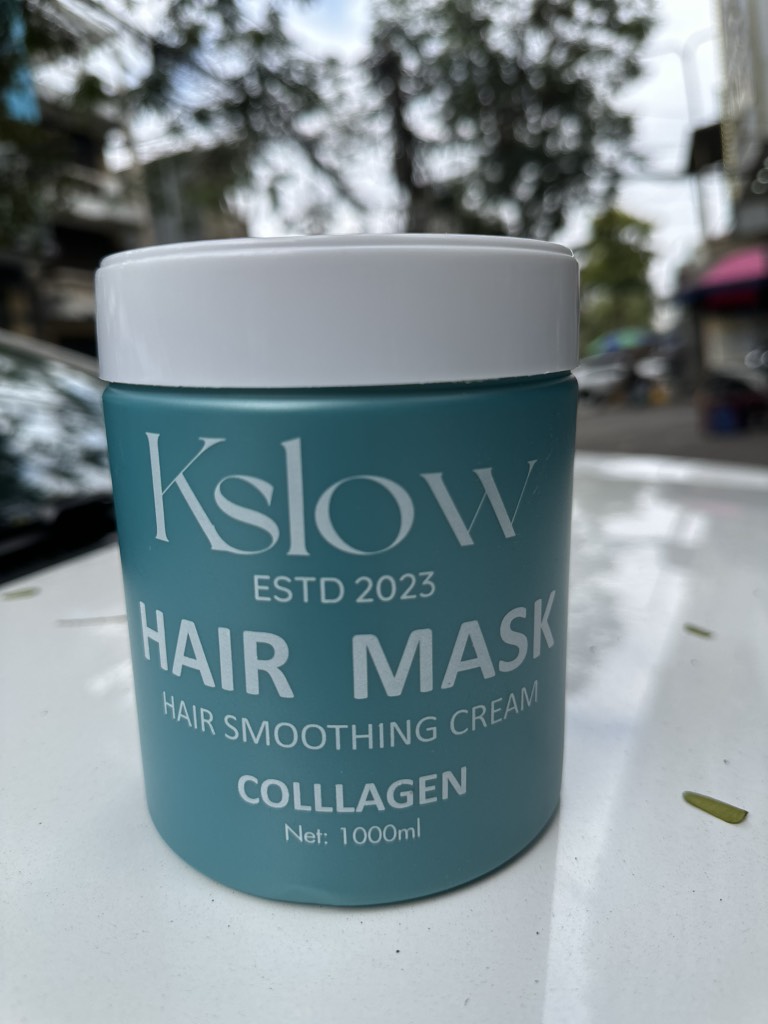 Kslow
ESTD 2023
HAIR MASK
HAIR SMOOTHING CREAM
COLLLAGEN
Net: 1000ml